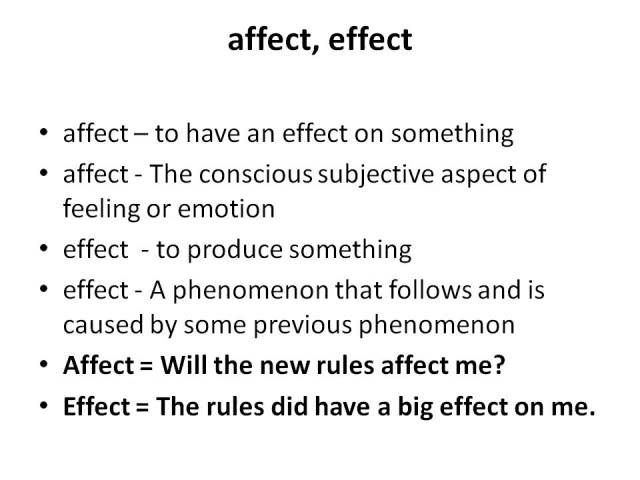 affect, effect
• affect – to have an effect on something
• affect - The conscious subjective aspect of
feeling or emotion
• effect  - to produce something
• effect - A phenomenon that follows and is
caused by some previous phenomenon
• Affect = Will the new rules affect me?
• Effect = The rules did have a big effect on me.